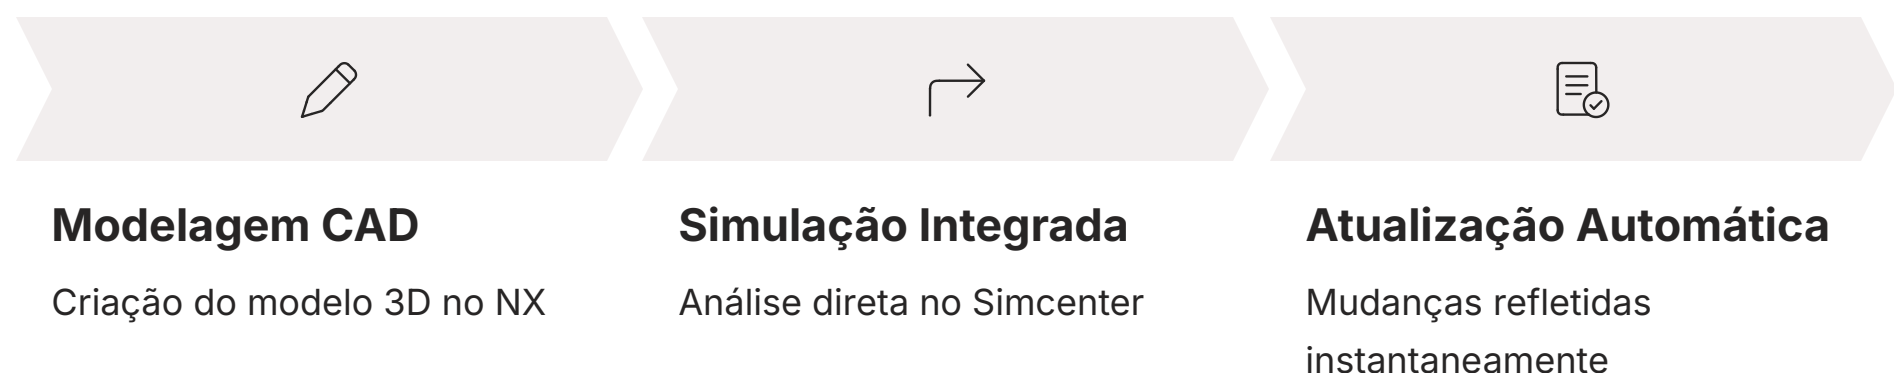 Modelagem CAD
Criação do modelo 3D no NX
Simulação Integrada
Análise direta no Simcenter
Atualização Automática
Mudanças refletidas
instantaneamente